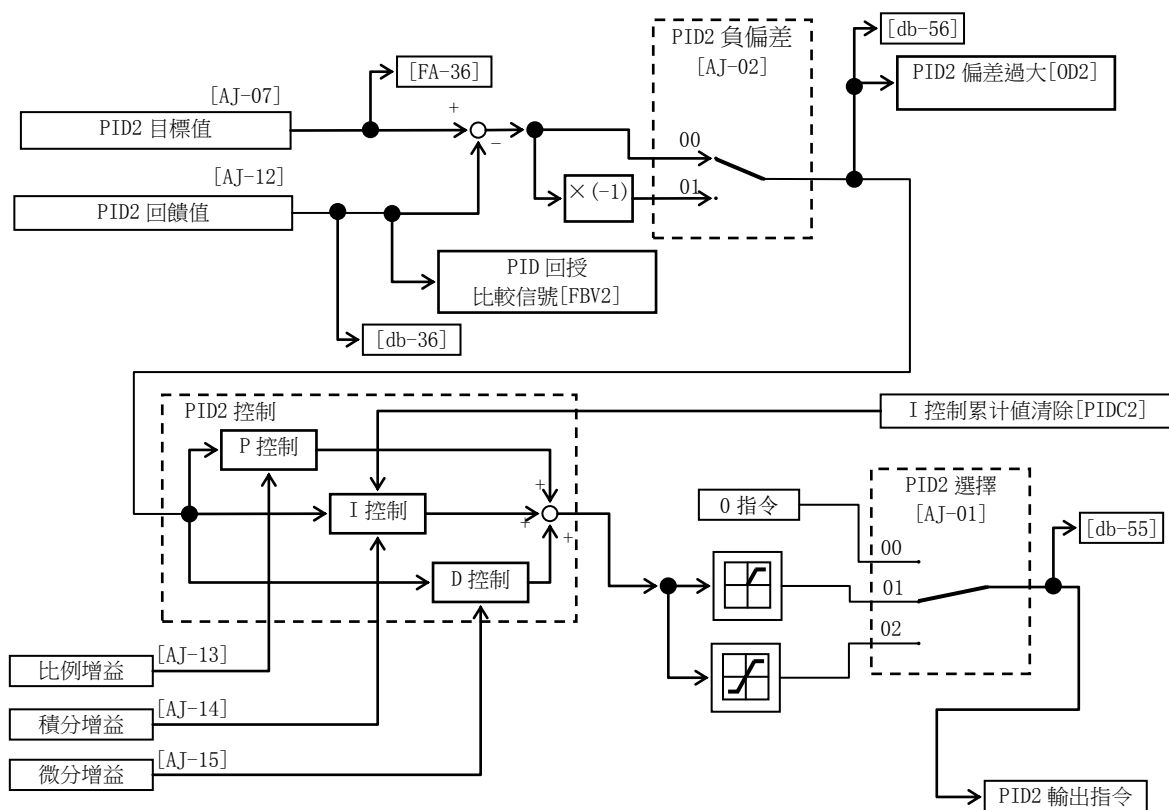 [db-56]
PID2 負偏差
[AJ-02]
[FA-36]
PID2 偏差過大[OD2]
[AJ-07]
+
PID2 目標值
−
00
[AJ-12]
×(-1)
01
PID2 回饋值
PID 回授
比較信號[FBV2]
[db-36]
PID2 控制
I 控制累计値清除[PIDC2]
P 控制
PID2 選擇
[AJ-01]
+
0 指令
I 控制
+
[db-55]
+
00
D 控制
01
02
[AJ-13]
比例增益
[AJ-14]
積分增益
[AJ-15]
微分增益
PID2 輸出指令